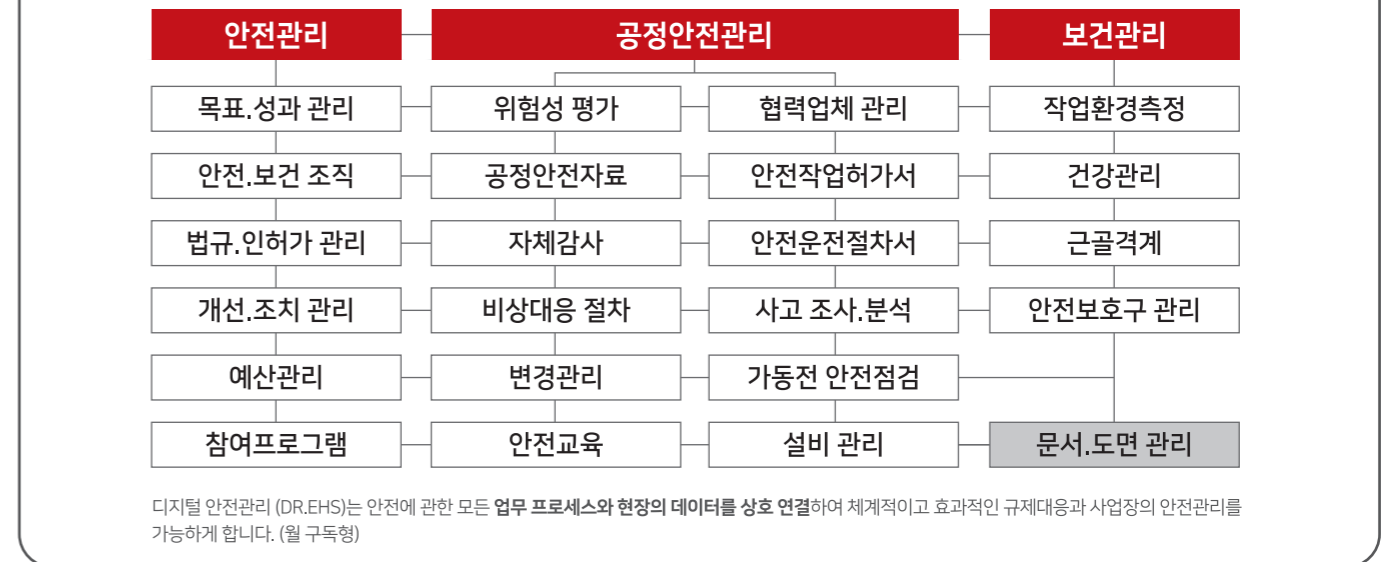 안전관리
공정안전관리
보건관리
목표.성과 관리
위험성 평가
협력업체 관리
작업환경측정
안전.보건 조직
공정안전자료
안전작업허가서
건강관리
법규.인허가 관리
자체감사
안전운전절차서
근골격계
개선.조치 관리
비상대응 절차
사고 조사.분석
안전보호구 관리
예산관리
변경관리
가동전 안전점검
참여프로그램
안전교육
설비 관리
문서.도면 관리
디지털 안전관리 (DR.EHS)는 안전에 관한 모든 업무 프로세스와 현장의 데이터를 상호 연결하여 체계적이고 효과적인 규제대응과 사업장의 안전관리를
가능하게 합니다. (월 구독형)